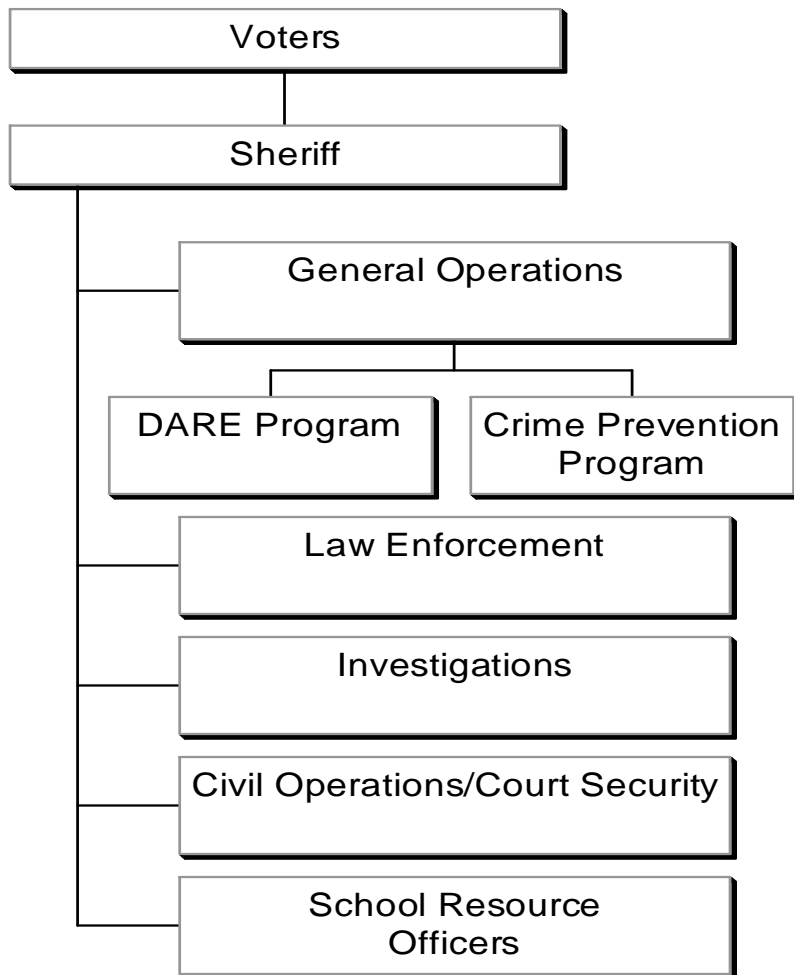 Voters
Sheriff
General Operations
DARE Program
Crime Prevention
Program
Law Enforcement
Investigations
Civil Operations/Court Security
School Resource
Officers